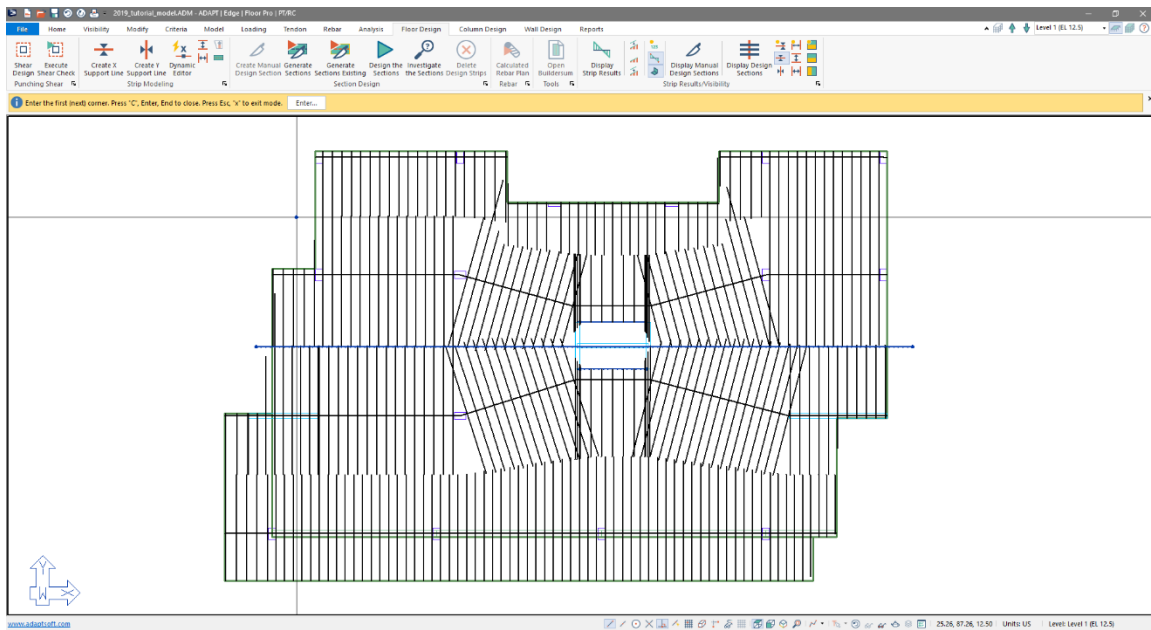 2019_tutorial_model.ADM - ADAPT | Edge | Floor Pro | PT/RC
File Home Visibility Modify Criteria Model Loading Tendon Rebar Analysis Floor Design Column Design Wall Design Reports Level 1 (EL 12.5)
Shear Execute Create X Create Y Dynamic Create Manual Generate Generate Design the Investigate Delete Calculated Open Display Display Manual Display Design
Design Shear Check Support Line Support Line Editor Design Section Sections Sections Existing Sections the Sections Design Strips Rebar Plan Buildersum Strip Results Design Sections Sections
Punching Shear Strip Modeling Section Design Rebar Tools Strip Results/Visibility
Enter the first (next) corner. Press 'C', Enter, End to close. Press Esc, 'x' to exit mode. Enter...
Y
W X
www.adaptsoft.com 25.26, 87.26, 12.50 Units: US Level: Level 1 (EL 12.5)